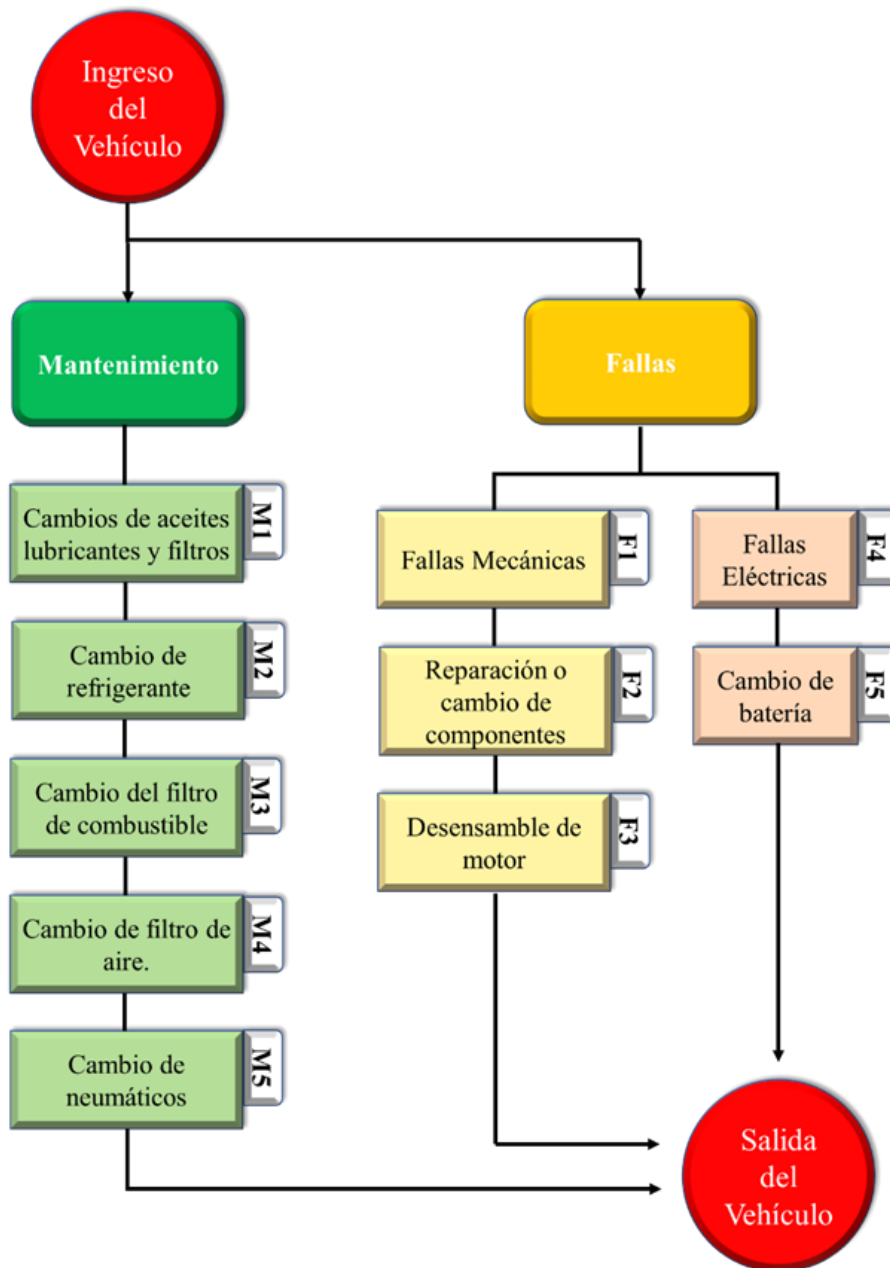 Ingreso
del
Vehículo
Mantenimiento
Fallas
Cambios de aceites
lubricantes y filtros
M1
Cambio de
refrigerante
M2
Cambio del filtro
de combustible
M3
Cambio de filtro de
aire.
M4
Cambio de
neumáticos
M5
Fallas Mecánicas
F1
Reparación o
cambio de
componentes
F2
Desensamble de
motor
F3
Fallas
Eléctricas
F4
Cambio de
batería
F5
Salida
del
Vehículo